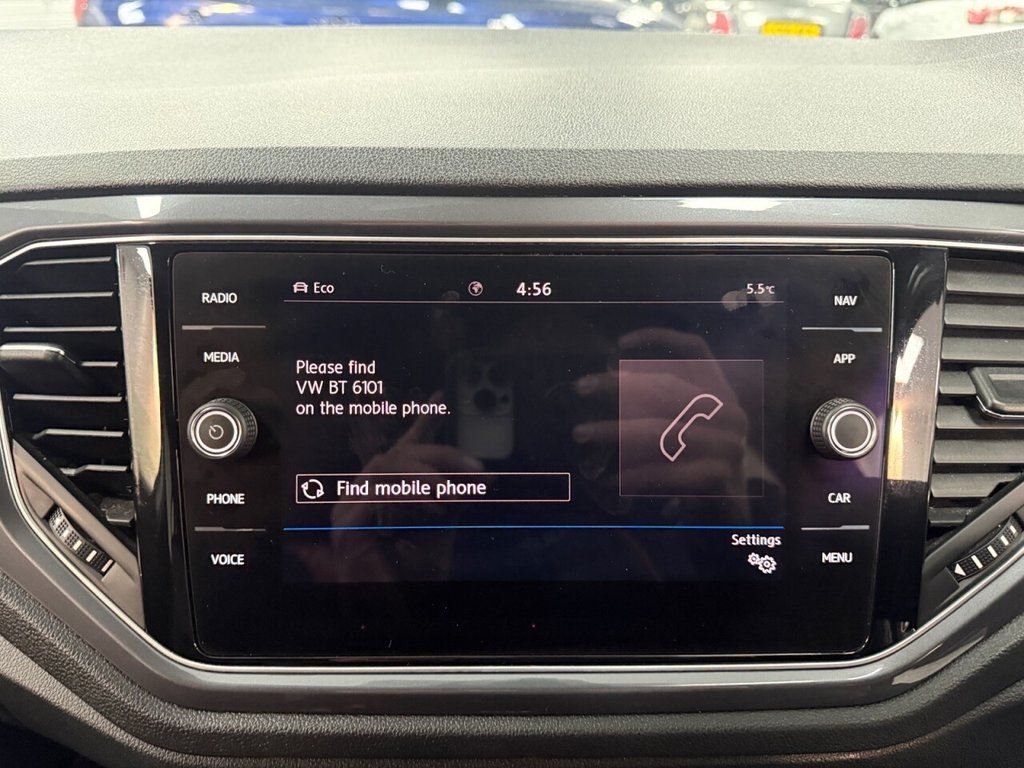 RADIO
MEDIA
PHONE
VOICE
Eco
4:56
5.5°C
Please find
VW BT 6101
on the mobile phone.
Find mobile phone
Settings
NAV
APP
CAR
MENU